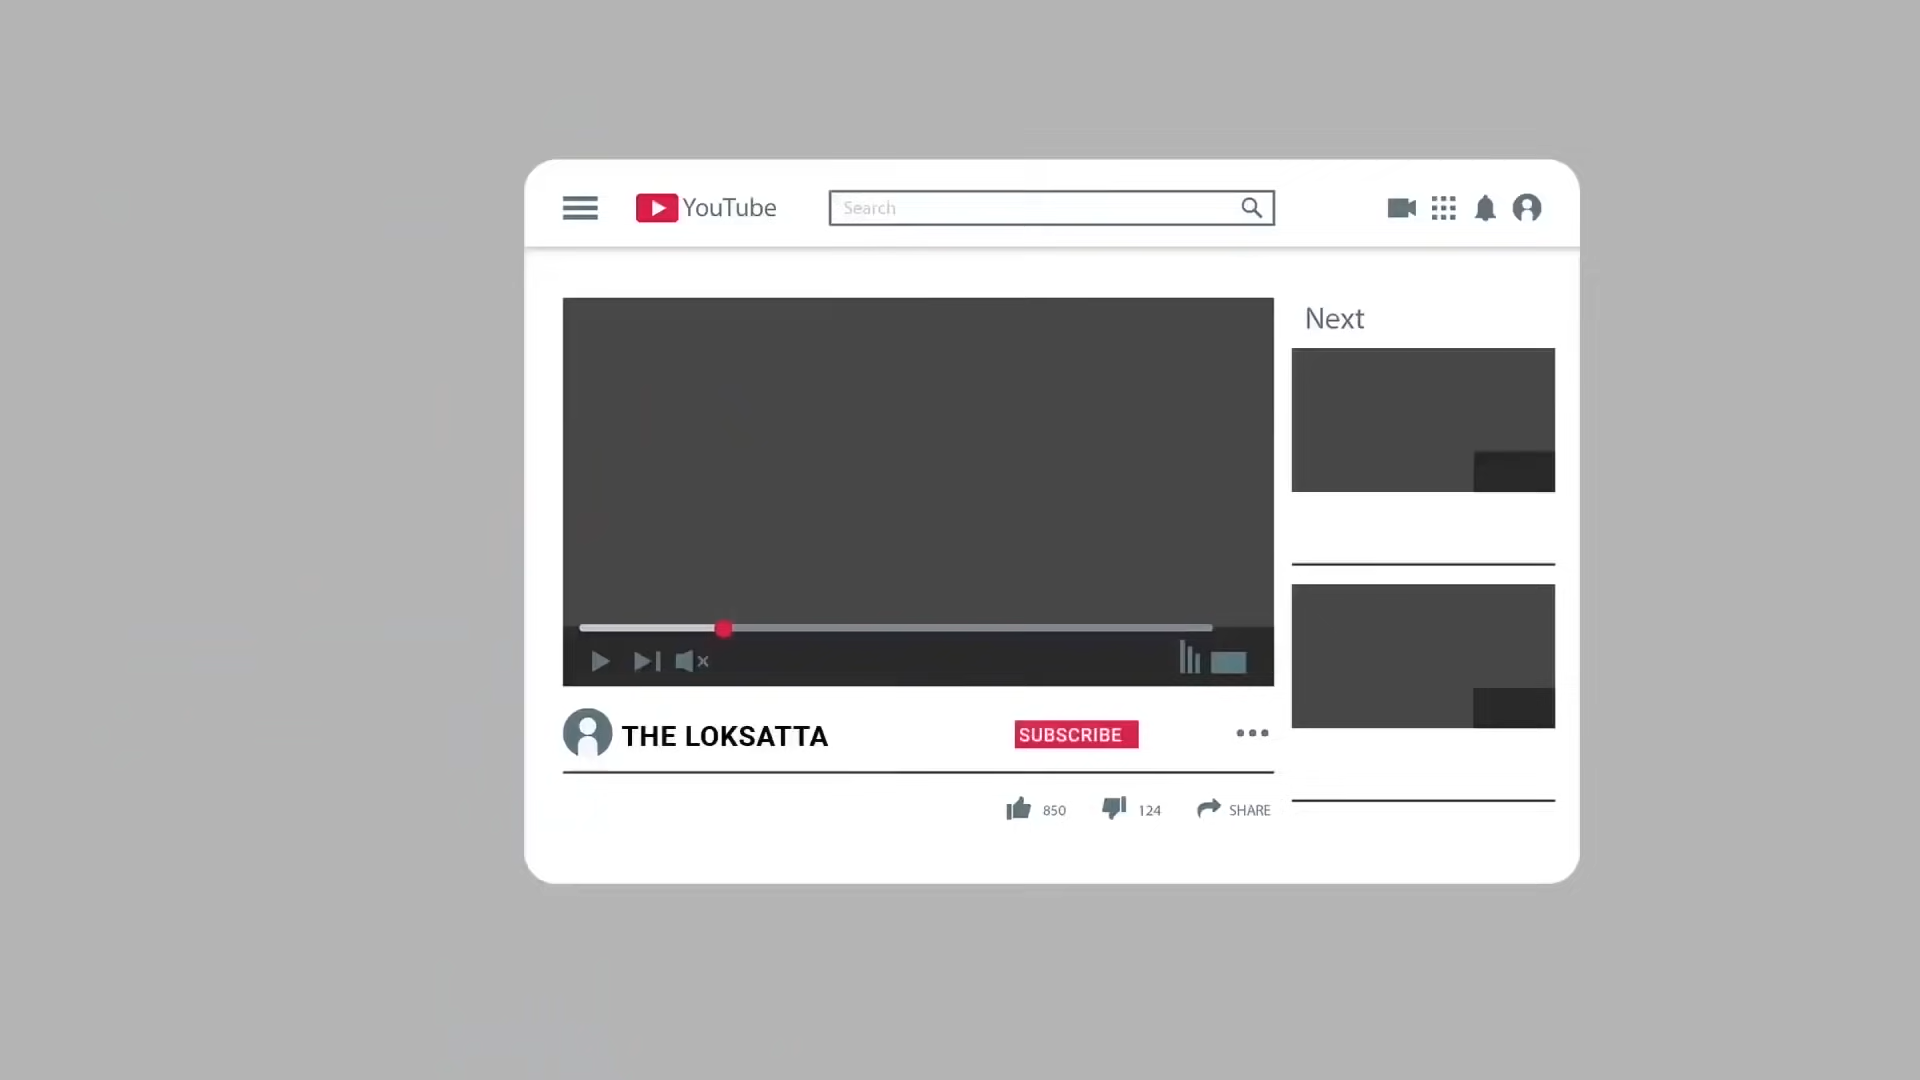 YouTube
Search
Next
THE LOKSATTA
SUBSCRIBE
850
124
SHARE